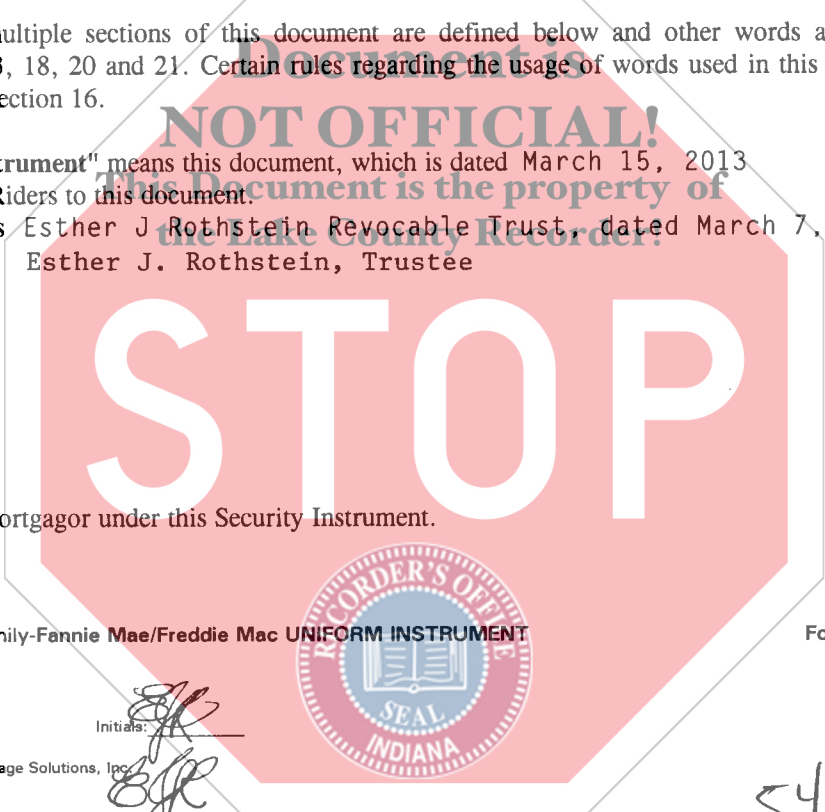 ultiple sections of this document are defined below and other words a
, 18, 20 and 21. Certain rules regarding the usage of words used in this
ection 16.
Document is
NOT OFFICIAL!
This Document is the property of
the Lake County Recorder!
trument" means this document, which is dated March 15, 2013
Riders to this document.
s Esther J Rothstein Revocable Trust, dated March 7,
Esther J. Rothstein, Trustee
STOP
ortgagor under this Security Instrument.
nily-Fannie Mae/Freddie Mac UNIFORM INSTRUMENT Fo
RECORDER'S OFFICE
SEAL
INDIANA
Initials: EJR
age Solutions, Inc.
EJR